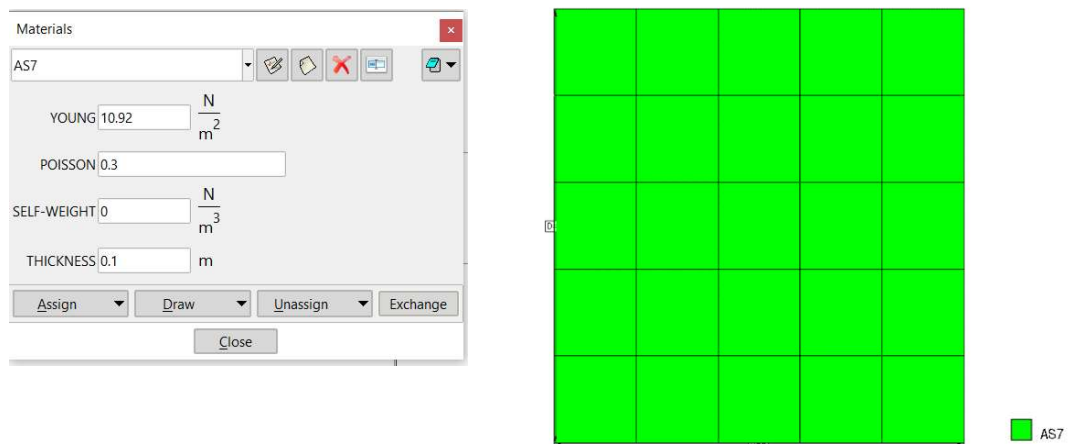 Materials
AS7
YOUNG 10.92 N/m2
POISSON 0.3
SELF-WEIGHT 0 N/m3
THICKNESS 0.1 m
Assign Draw Unassign Exchange
Close
D
AS7